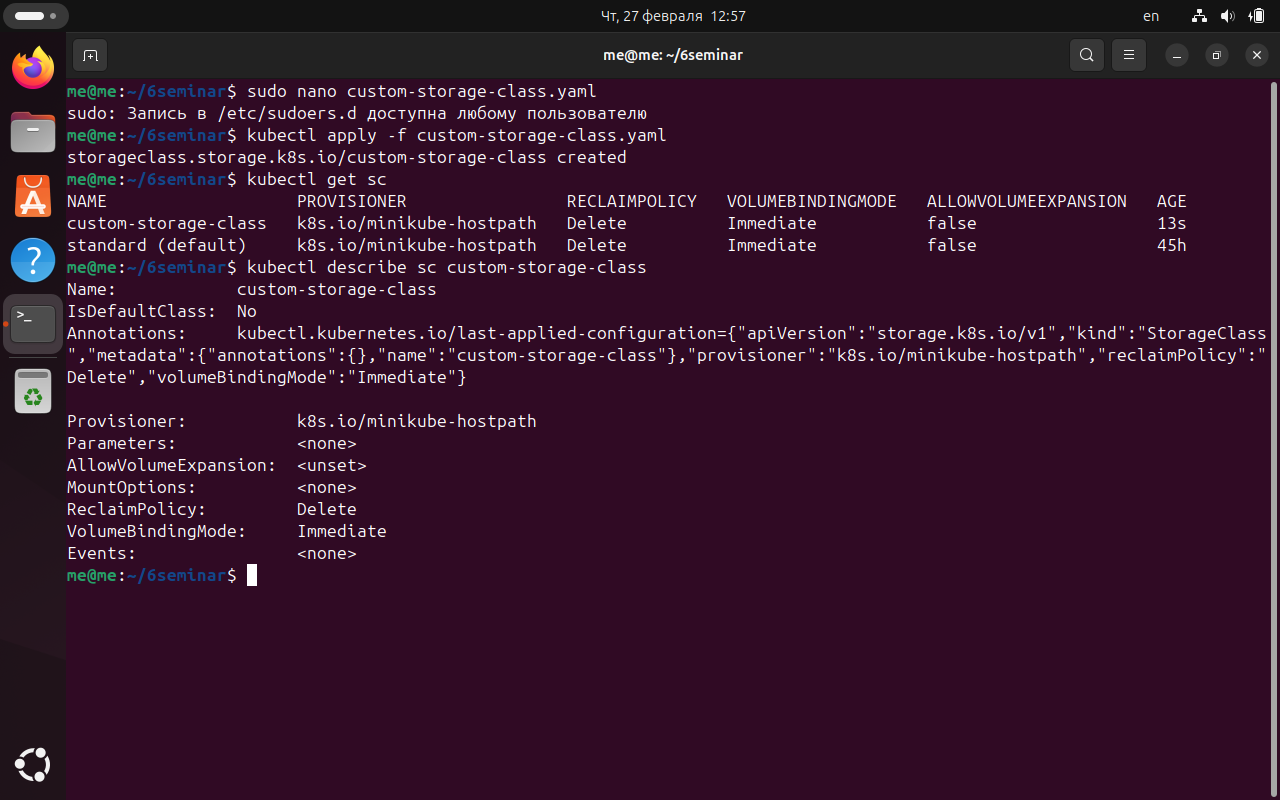 Чт, 27 февраля 12:57
en
me@me: ~/6seminar
me@me:~/6seminar$ sudo nano custom-storage-class.yaml
sudo: Запись в /etc/sudoers.d доступна любому пользователю
me@me:~/6seminar$ kubectl apply -f custom-storage-class.yaml
storageclass.storage.k8s.io/custom-storage-class created
me@me:~/6seminar$ kubectl get sc
NAME                   PROVISIONER                RECLAIMPOLICY   VOLUMEBINDINGMODE   ALLOWVOLUMEEXPANSION   AGE
custom-storage-class   k8s.io/minikube-hostpath   Delete          Immediate           false                  13s
standard (default)     k8s.io/minikube-hostpath   Delete          Immediate           false                  45h
me@me:~/6seminar$ kubectl describe sc custom-storage-class
Name:            custom-storage-class
IsDefaultClass:  No
Annotations:     kubectl.kubernetes.io/last-applied-configuration={"apiVersion":"storage.k8s.io/v1","kind":"StorageClass
","metadata":{"annotations":{},"name":"custom-storage-class"},"provisioner":"k8s.io/minikube-hostpath","reclaimPolicy":"
Delete","volumeBindingMode":"Immediate"}
Provisioner:           k8s.io/minikube-hostpath
Parameters:            <none>
AllowVolumeExpansion:  <unset>
MountOptions:          <none>
ReclaimPolicy:         Delete
VolumeBindingMode:     Immediate
Events:                <none>
me@me:~/6seminar$